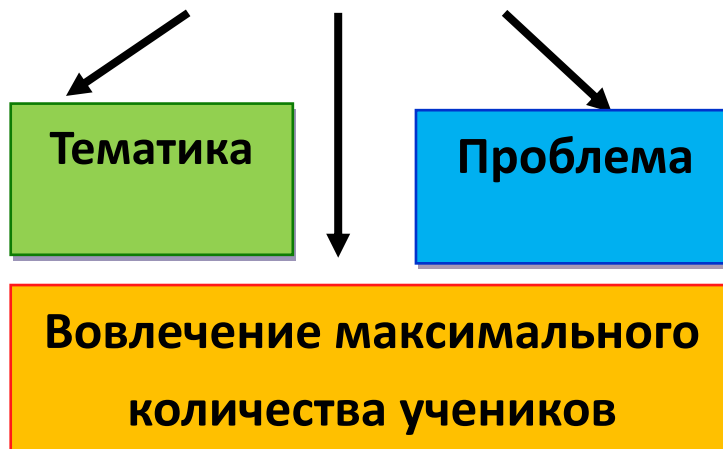 Тематика
Проблема
Вовлечение максимального
количества учеников